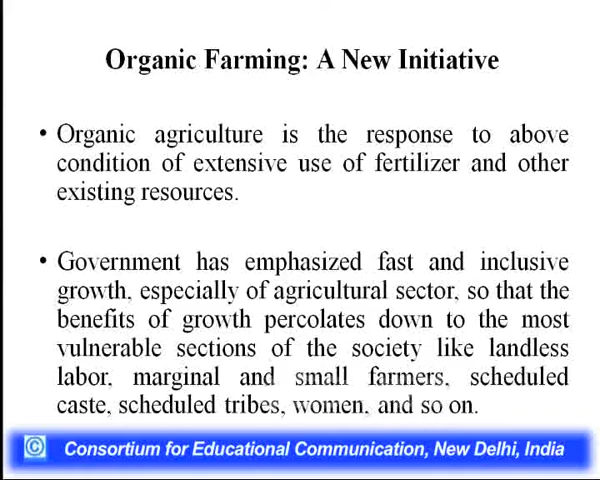 Organic Farming: A New Initiative
• Organic agriculture is the response to above
condition of extensive use of fertilizer and other
existing resources.
• Government has emphasized fast and inclusive
growth, especially of agricultural sector, so that the
benefits of growth percolates down to the most
vulnerable sections of the society like landless
labor, marginal and small farmers, scheduled
caste, scheduled tribes, women, and so on.
© Consortium for Educational Communication, New Delhi, India